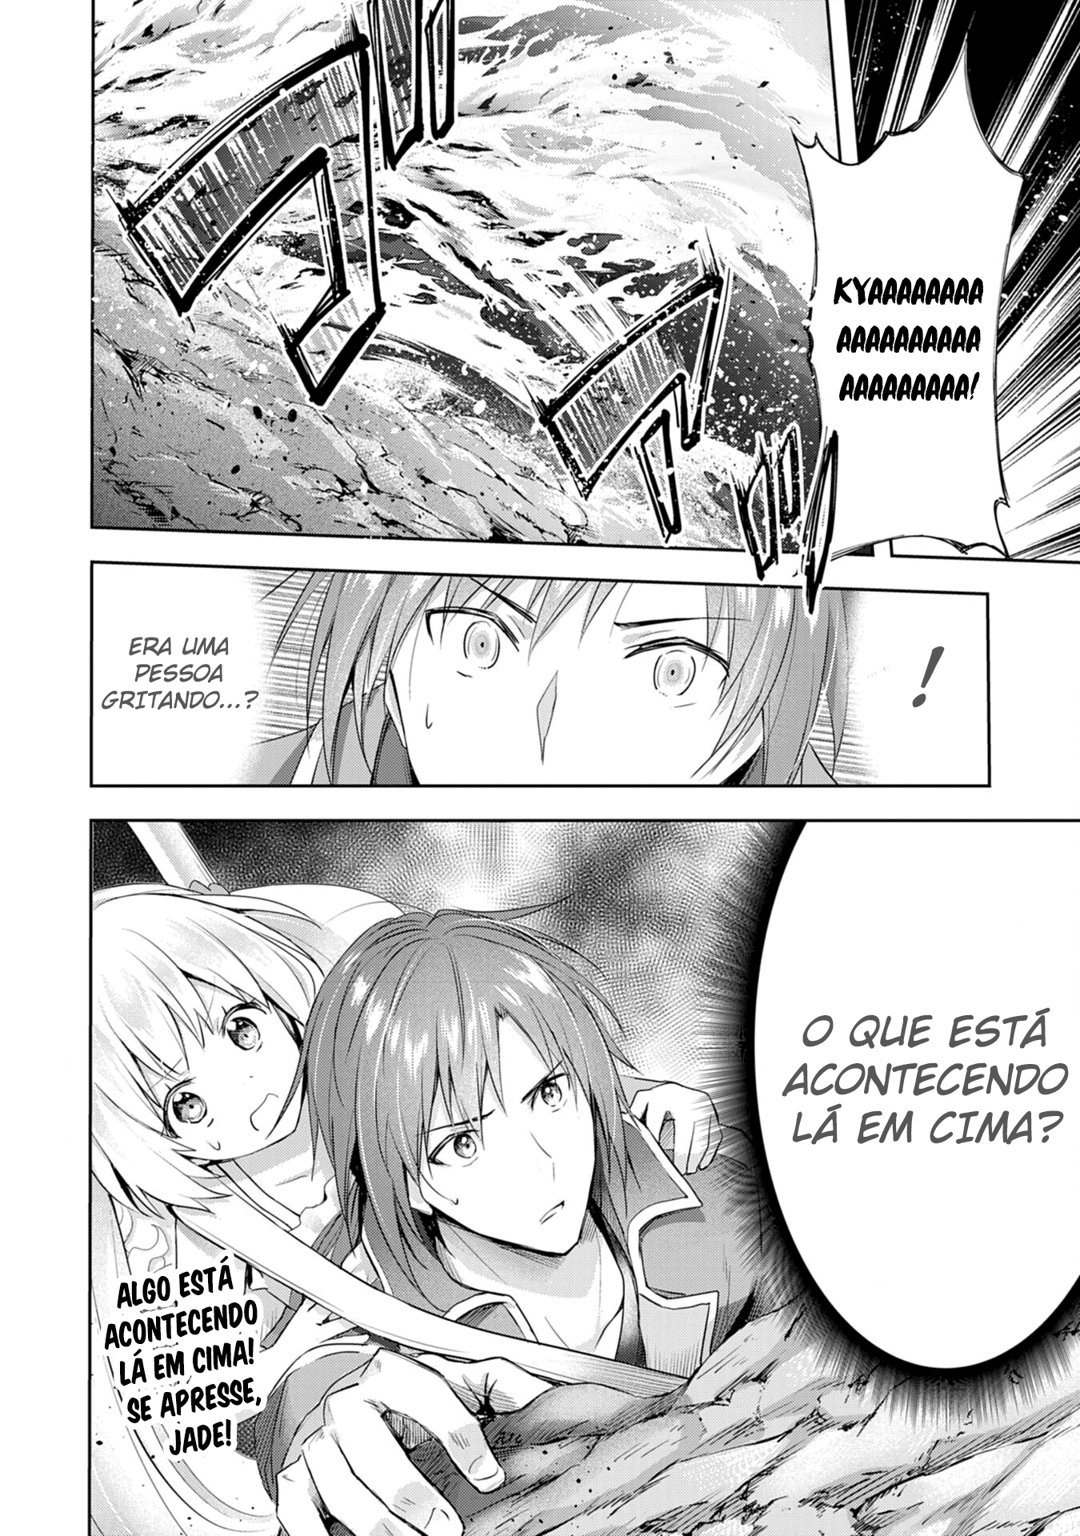 KYAAAAAAAA
AAAAAAAAAA
AAAAAAAAA!
!
ERA UMA
PESSOA
GRITANDO...?
O QUE ESTÁ
ACONTECENDO
LÁ EM CIMA?
ALGO ESTÁ
ACONTECENDO
LÁ EM CIMA!
SE APRESSE,
JADE!